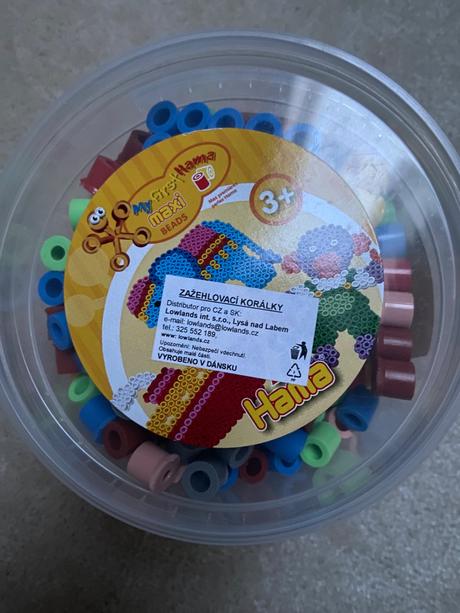 My First Hama
maxi
BEADS
3+
ZAŽEHLOVACÍ KORÁLKY
Distributor pro CZ a SK:
Lowlands int. s.r.o., Lysá nad Labem
e-mail: lowlands@lowlands.cz
tel.: 325 552 189,
www: lowlands.cz
Upozornění: Nebezpečí vdechnutí.
Obsahuje malé části.
VYROBENO V DÁNSKU
Hama